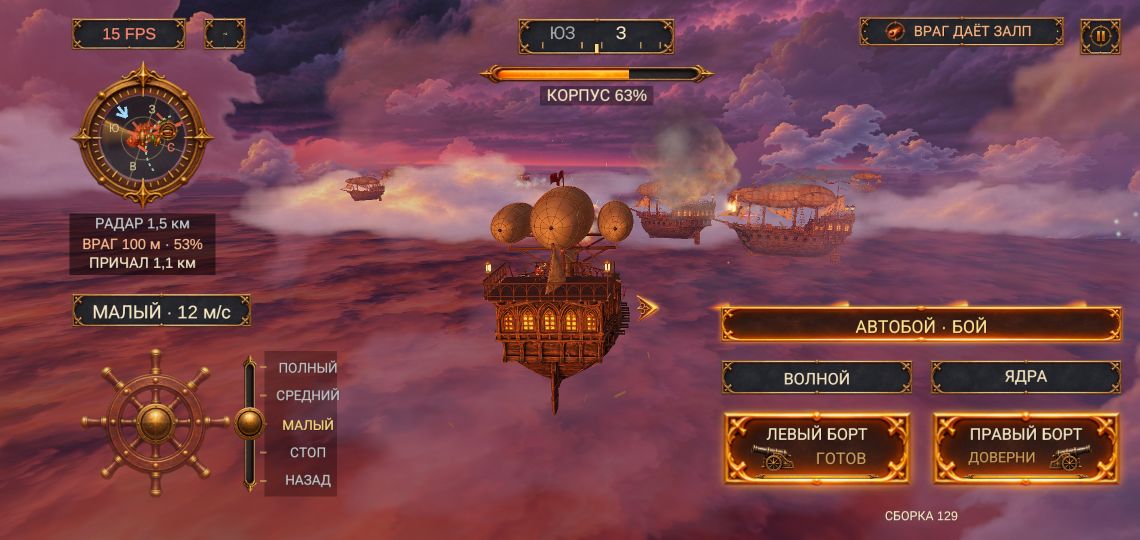 15 FPS
~
ЮЗ З
ВРАГ ДАЁТ ЗАЛП
КОРПУС 63%
З
Ю
С
В
РАДАР 1,5 км
ВРАГ 100 м · 53%
ПРИЧАЛ 1,1 км
МАЛЫЙ · 12 м/с
ПОЛНЫЙ
СРЕДНИЙ
МАЛЫЙ
СТОП
НАЗАД
АВТОБОЙ · БОЙ
ВОЛНОЙ
ЯДРА
ЛЕВЫЙ БОРТ
ГОТОВ
ПРАВЫЙ БОРТ
ДОВЕРНИ
СБОРКА 129